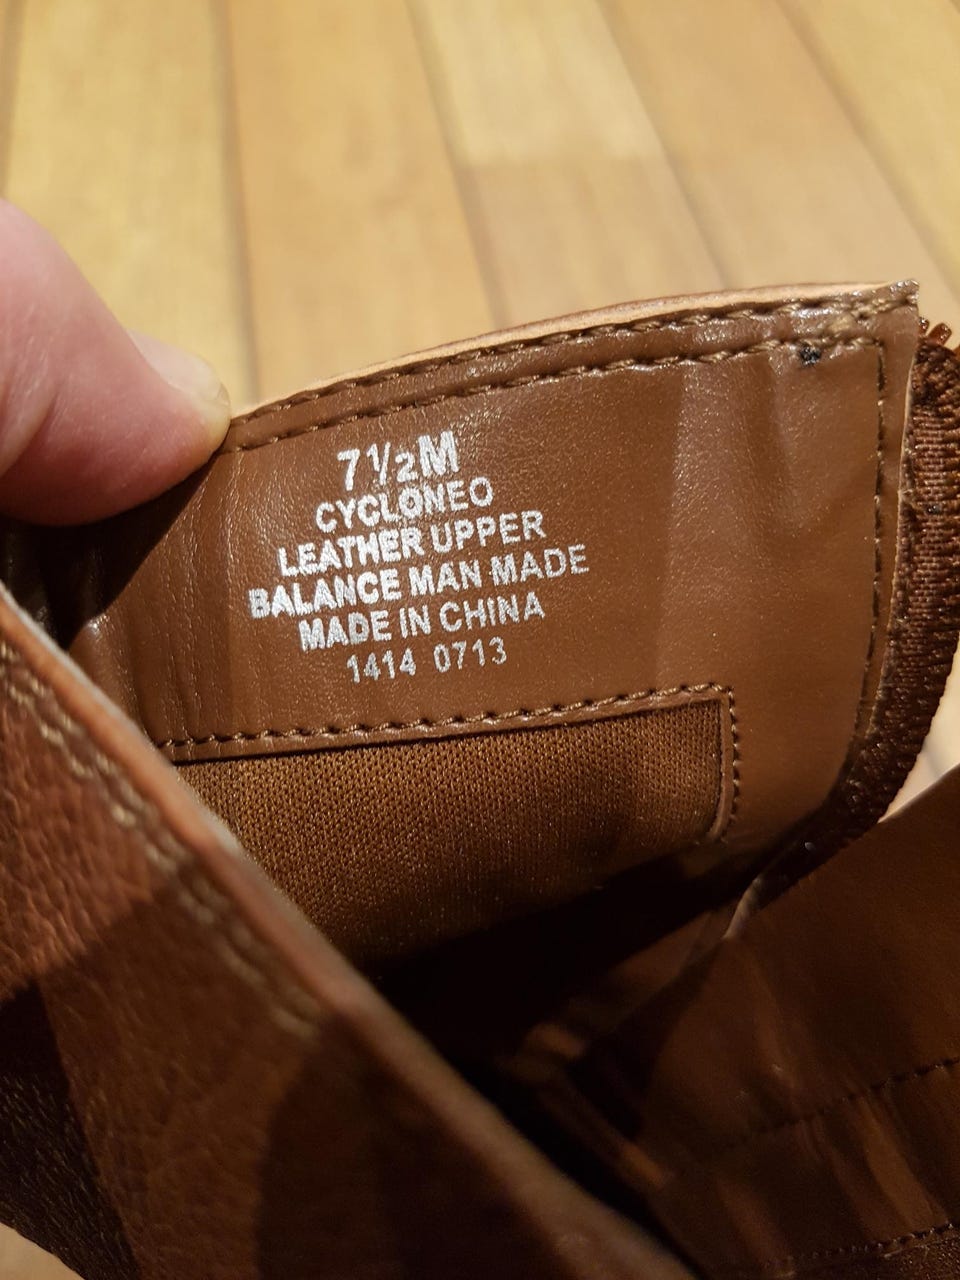 7½M
CYCLONEO
LEATHER UPPER
BALANCE MAN MADE
MADE IN CHINA
1414 0713